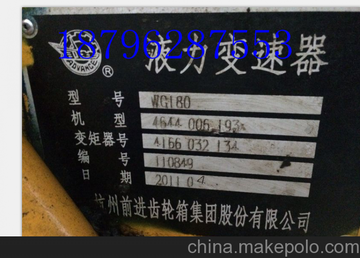 18796287553
ADVANCE ® 液力变速器
型 号 WG180
机 型 4644 006 193
变矩器号 4166 032 134
编 号 110849
日 期 2011 04
杭州前进齿轮箱集团股份有限公司
china.makepolo.com